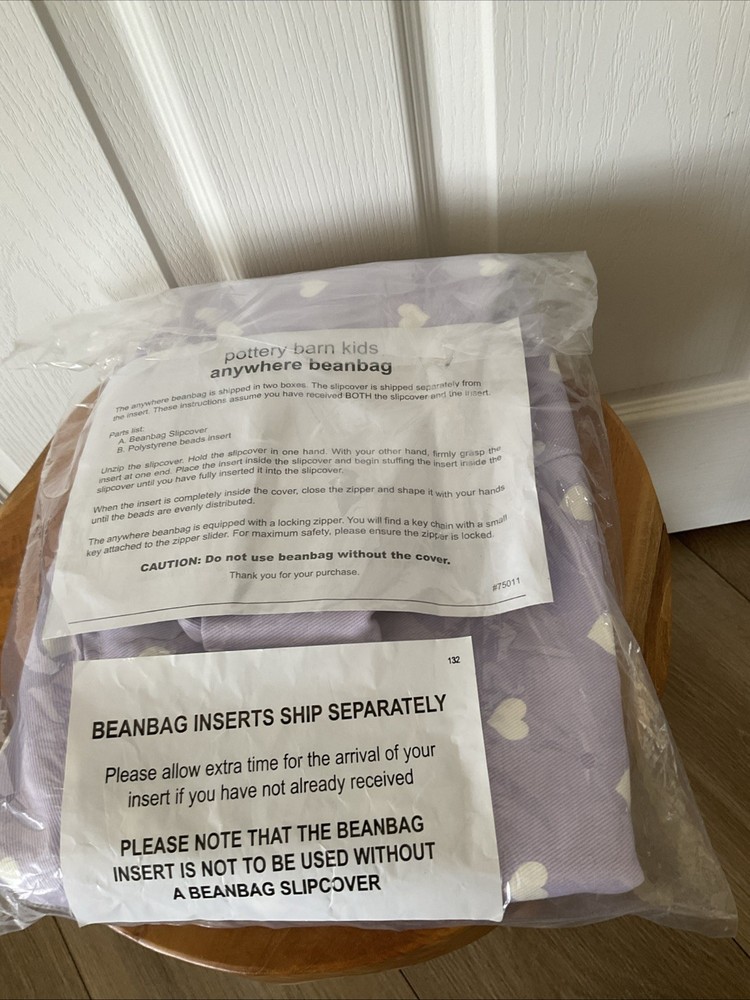 pottery barn kids
anywhere beanbag
The anywhere beanbag is shipped in two boxes. The slipcover is shipped separately from
the insert. These instructions assume you have received BOTH the slipcover and the insert.
Parts list:
A. Beanbag Slipcover
B. Polystyrene beads insert
Unzip the slipcover. Hold the slipcover in one hand. With your other hand, firmly grasp the
insert at one end. Place the insert inside the slipcover and begin stuffing the insert inside the
slipcover until you have fully inserted it into the slipcover.
When the insert is completely inside the cover, close the zipper and shape it with your hands
until the beads are evenly distributed.
The anywhere beanbag is equipped with a locking zipper. You will find a key chain with a small
key attached to the zipper slider. For maximum safety, please ensure the zipper is locked.
CAUTION: Do not use beanbag without the cover.
Thank you for your purchase.
#75011
132
BEANBAG INSERTS SHIP SEPARATELY
Please allow extra time for the arrival of your
insert if you have not already received
PLEASE NOTE THAT THE BEANBAG
INSERT IS NOT TO BE USED WITHOUT
A BEANBAG SLIPCOVER